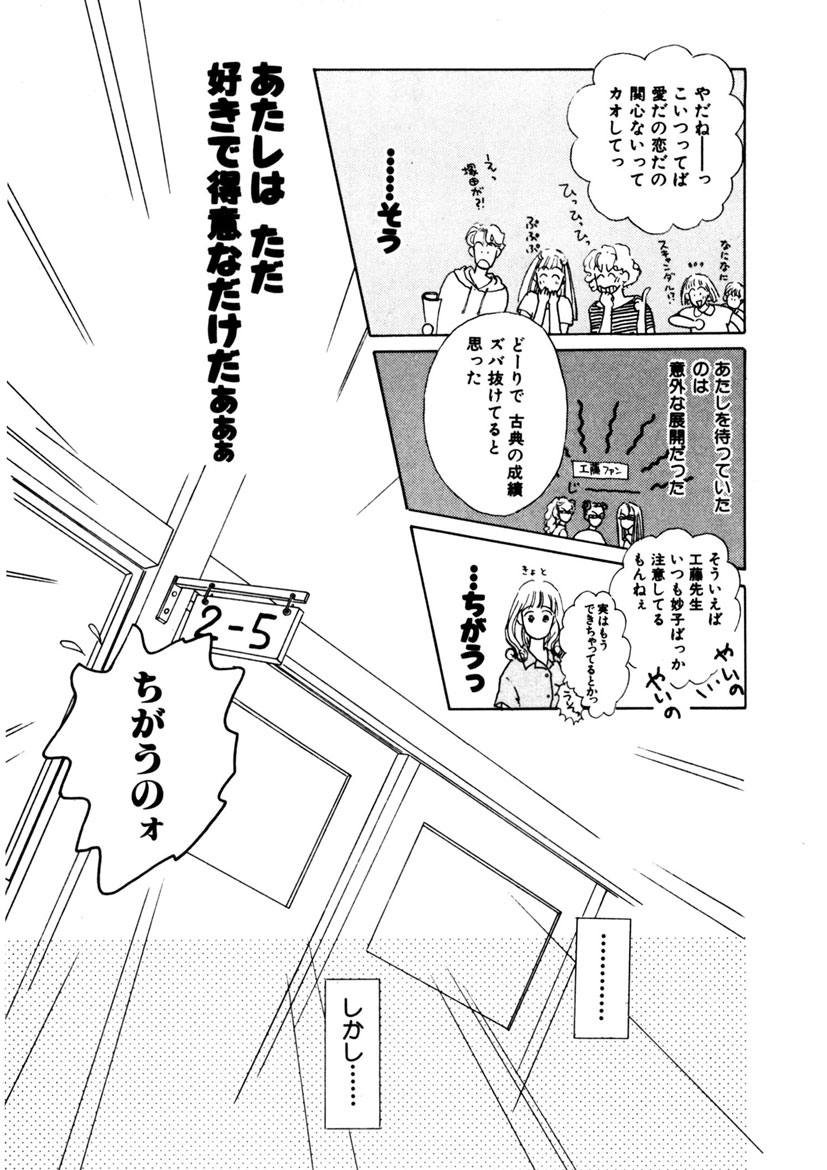 やだねーーっ
こいつってば
愛だの恋だの
関心ないって
カオしてっ
なになに
スキャンダル!?
ひっひっひっ
ぷぷぷ
えっ
塚田が?!
……そう
あたしを待っていた
のは
意外な展開だった
工藤ファン
じ
どーりで 古典の成績
ズバ抜けてると
思った
そういえば
工藤先生
いつも妙子ばっか
注意してる
もんねぇ
やいの
やいの
実はもう
できちゃってるとかっ
きょと
…ちがうっ
あたしは ただ
好きで得意なだけだぁぁぁ
2-5
ちがうのォ
…………
しかし……